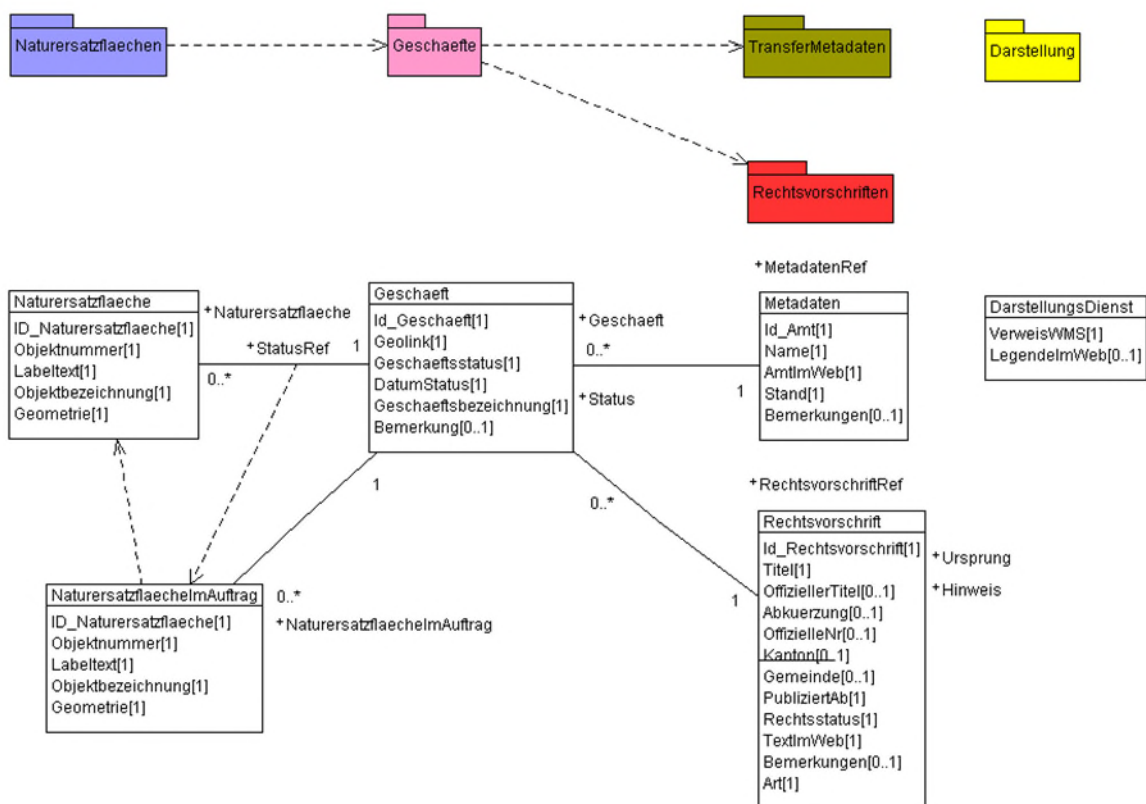 Naturersatzflaechen
Geschaefte
TransferMetadaten
Darstellung
Rechtsvorschriften
+MetadatenRef
Naturersatzflaeche
ID_Naturersatzflaeche[1]
Objektnummer[1]
Labeltext[1]
Objektbezeichnung[1]
Geometrie[1]
+Naturersatzflaeche
+StatusRef
1
0..*
Geschaeft
Id_Geschaeft[1]
Geolink[1]
Geschaeftsstatus[1]
DatumStatus[1]
Geschaeftsbezeichnung[1]
Bemerkung[0..1]
+Geschaeft
0..*
+Status
1
Metadaten
Id_Amt[1]
Name[1]
AmtImWeb[1]
Stand[1]
Bemerkungen[0..1]
DarstellungsDienst
VerweisWMS[1]
LegendeImWeb[0..1]
1
0..*
+RechtsvorschriftRef
NaturersatzflaecheImAuftrag
ID_Naturersatzflaeche[1]
Objektnummer[1]
Labeltext[1]
Objektbezeichnung[1]
Geometrie[1]
0..*
+NaturersatzflaecheImAuftrag
1
Rechtsvorschrift
Id_Rechtsvorschrift[1]
Titel[1]
OffiziellerTitel[0..1]
Abkuerzung[0..1]
OffizielleNr[0..1]
Kanton[0..1]
Gemeinde[0..1]
PubliziertAb[1]
Rechtsstatus[1]
TextImWeb[1]
Bemerkungen[0..1]
Art[1]
+Ursprung
+Hinweis